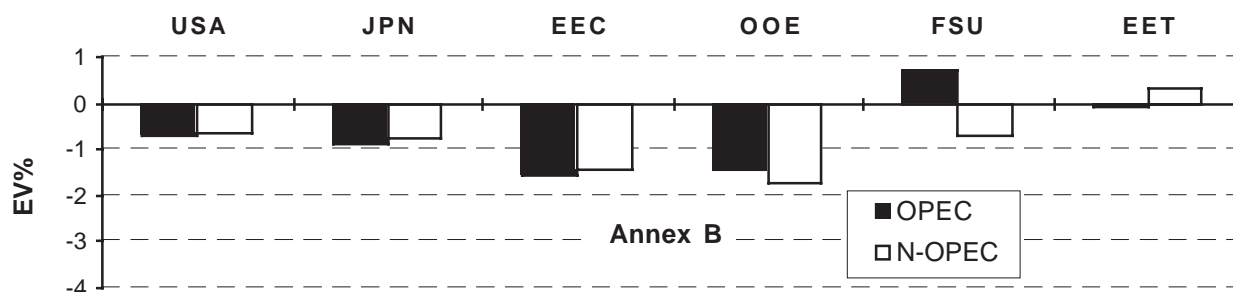 USA JPN EEC OOE FSU EET
1
0
-1
-2
-3
-4
EV%
Annex B
OPEC
N-OPEC